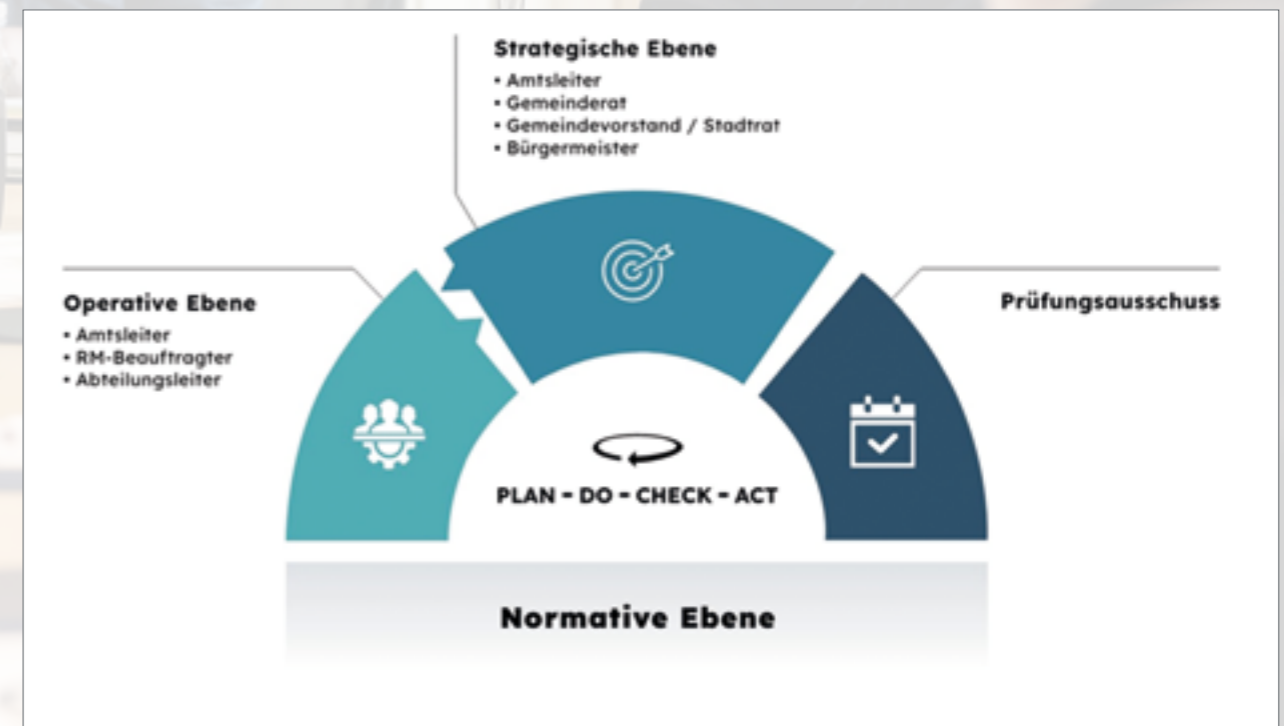 Strategische Ebene
• Amtsleiter
• Gemeinderat
• Gemeindevorstand / Stadtrat
• Bürgermeister
Operative Ebene
• Amtsleiter
• RM-Beauftragter
• Abteilungsleiter
Prüfungsausschuss
PLAN - DO - CHECK - ACT
Normative Ebene